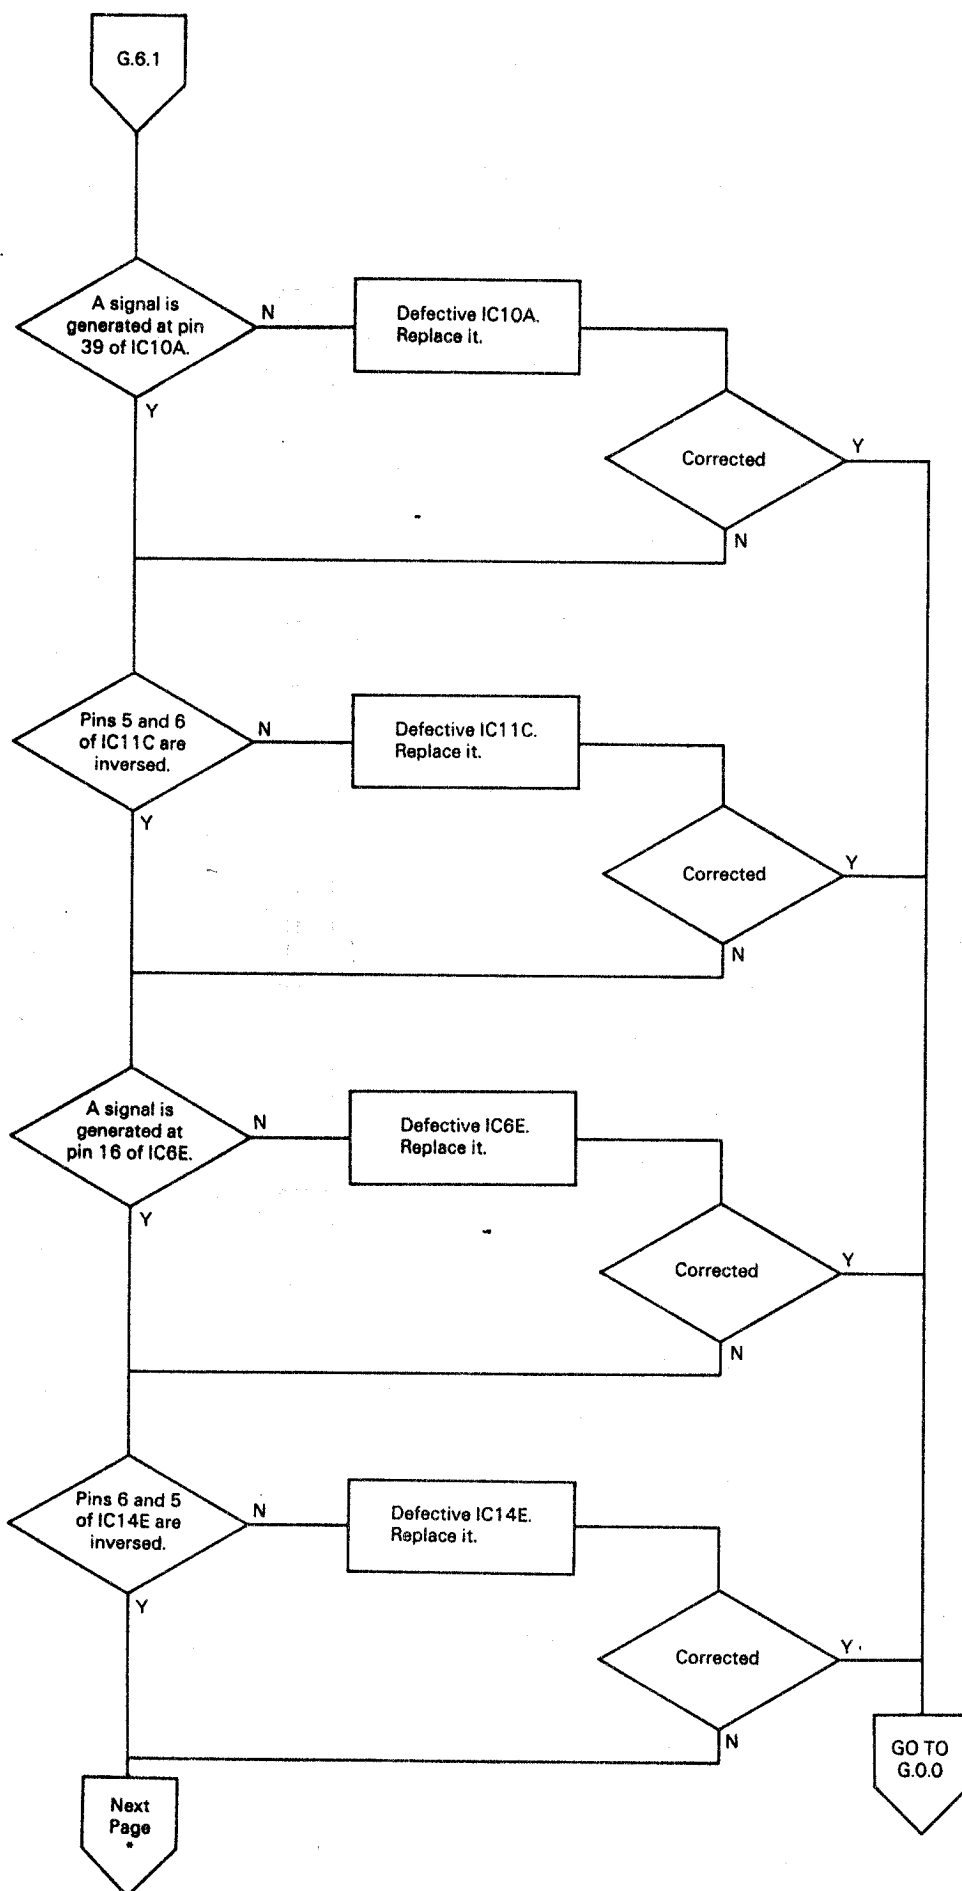 G.6.1
A signal is
generated at pin
39 of IC10A.
N
Defective IC10A.
Replace it.
Y
Corrected
Y
N
Pins 5 and 6
of IC11C are
inversed.
N
Defective IC11C.
Replace it.
Y
Corrected
Y
N
A signal is
generated at
pin 16 of IC6E.
N
Defective IC6E.
Replace it.
Y
Corrected
Y
N
Pins 6 and 5
of IC14E are
inversed.
N
Defective IC14E.
Replace it.
Y
Corrected
Y
N
GO TO
G.0.0
Next
Page
*